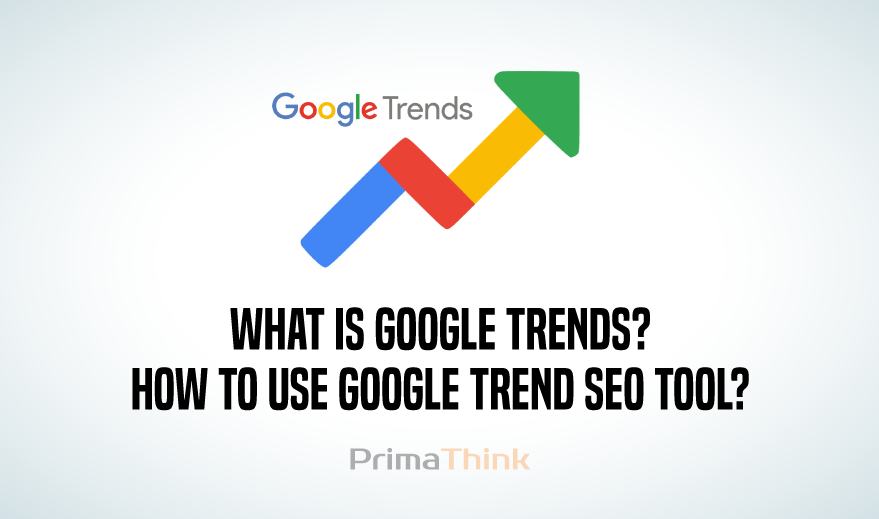 Google Trends
WHAT IS GOOGLE TRENDS?
HOW TO USE GOOGLE TREND SEO TOOL?
PrimaThink